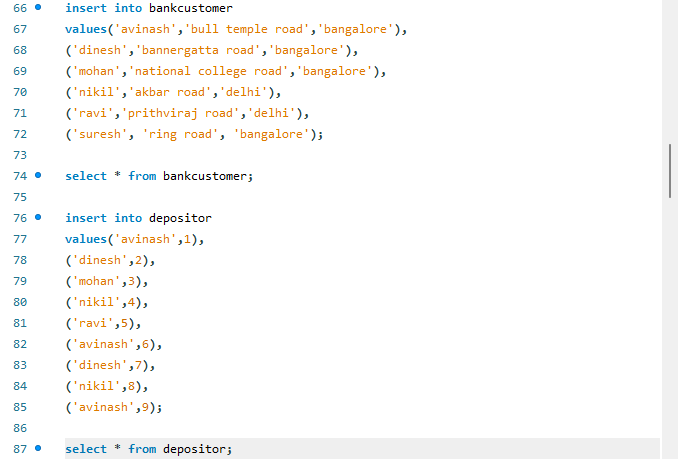 66 insert into bankcustomer
67 values('avinash','bull temple road','bangalore'),
68 ('dinesh','bannergatta road','bangalore'),
69 ('mohan','national college road','bangalore'),
70 ('nikil','akbar road','delhi'),
71 ('ravi','prithviraj road','delhi'),
72 ('suresh', 'ring road', 'bangalore');
73
74 select * from bankcustomer;
75
76 insert into depositor
77 values('avinash',1),
78 ('dinesh',2),
79 ('mohan',3),
80 ('nikil',4),
81 ('ravi',5),
82 ('avinash',6),
83 ('dinesh',7),
84 ('nikil',8),
85 ('avinash',9);
86
87 select * from depositor;